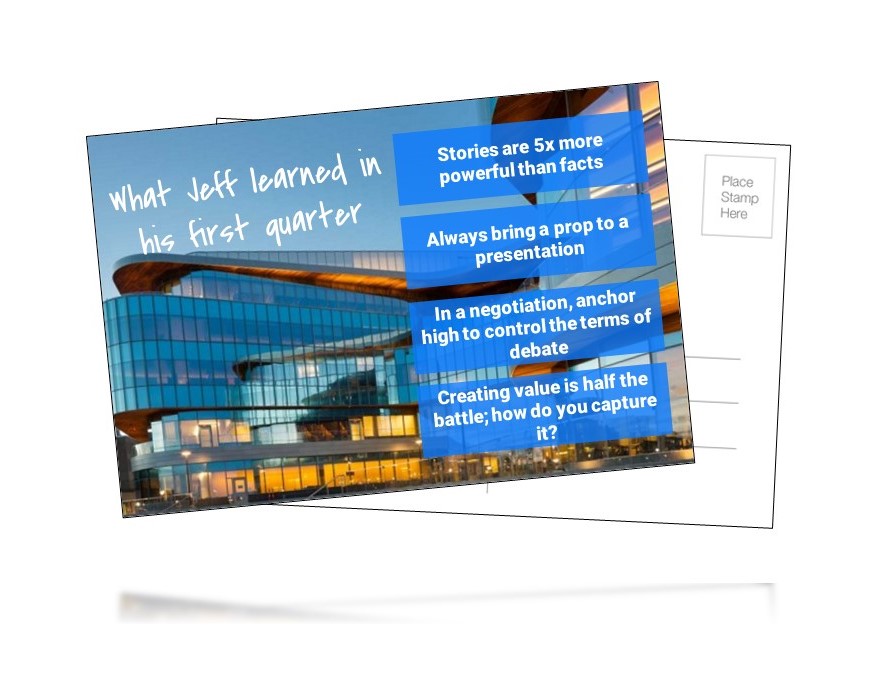 What Jeff learned in
his first quarter
Stories are 5x more
powerful than facts
Always bring a prop to a
presentation
In a negotiation, anchor
high to control the terms of
debate
Creating value is half the
battle; how do you capture
it?
Place
Stamp
Here